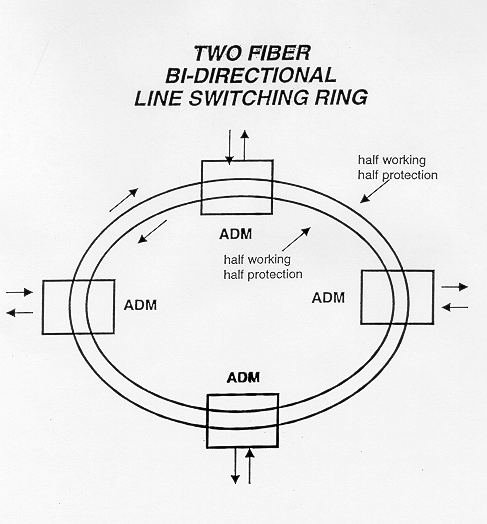 TWO FIBER
BI-DIRECTIONAL
LINE SWITCHING RING
half working
half protection
ADM
half working
half protection
ADM
ADM
ADM